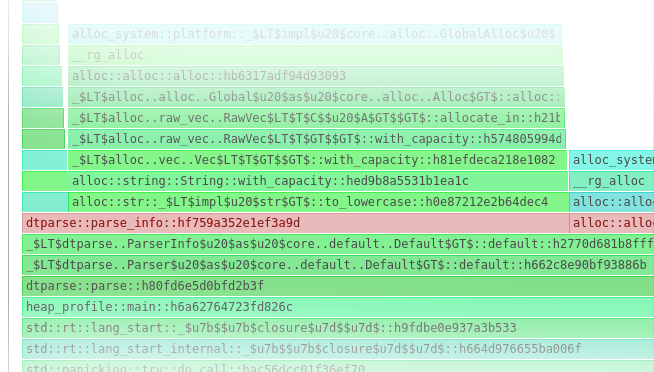 alloc_system::platform::_$LT$impl$u20$core..alloc..GlobalAlloc$u20$
__rg_alloc
alloc::alloc::alloc::hb6317adf94d93093
_$LT$alloc..alloc..Global$u20$as$u20$core..alloc..Alloc$GT$::alloc::
_$LT$alloc..raw_vec..RawVec$LT$T$C$$u20$A$GT$$GT$::allocate_in::h21b
_$LT$alloc..raw_vec..RawVec$LT$T$GT$$GT$::with_capacity::h574805994d
_$LT$alloc..vec..Vec$LT$T$GT$$GT$::with_capacity::h81efdeca218e1082 alloc_system
alloc::string::String::with_capacity::hed9b8a5531b1ea1c __rg_alloc
alloc::str::_$LT$impl$u20$str$GT$::to_lowercase::h0e87212e2b64dec4 alloc::alloc
dtparse::parse_info::hf759a352e1ef3a9d alloc::alloc
_$LT$dtparse..ParserInfo$u20$as$u20$core..default..Default$GT$::default::h2770d681b8fff
_$LT$dtparse..Parser$u20$as$u20$core..default..Default$GT$::default::h662c8e90bf93886b
dtparse::parse::h80fd6e5d0bfd2b3f
heap_profile::main::h6a62764723fd826c
std::rt::lang_start::_$u7b$$u7b$closure$u7d$$u7d$::h9fdbe0e937a3b533
std::rt::lang_start_internal::_$u7b$$u7b$closure$u7d$$u7d$::h664d976655ba006f
std::panicking::try::do_call::hac56dcc01f36ef70